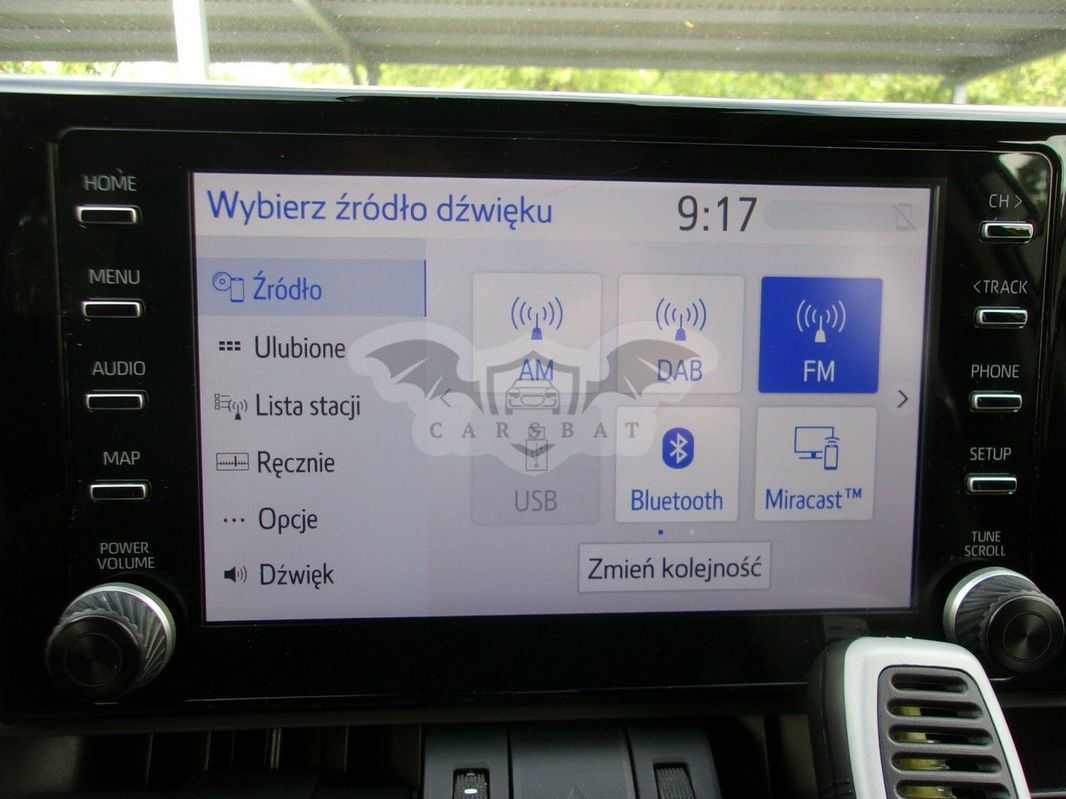 HOME
MENU
AUDIO
MAP
POWER
VOLUME
Wybierz źródło dźwięku
9:17
Źródło
Ulubione
Lista stacji
Ręcznie
Opcje
Dźwięk
AM
DAB
FM
CARSBAT
USB
Bluetooth
Miracast™
Zmień kolejność
CH >
< TRACK
PHONE
SETUP
TUNE
SCROLL